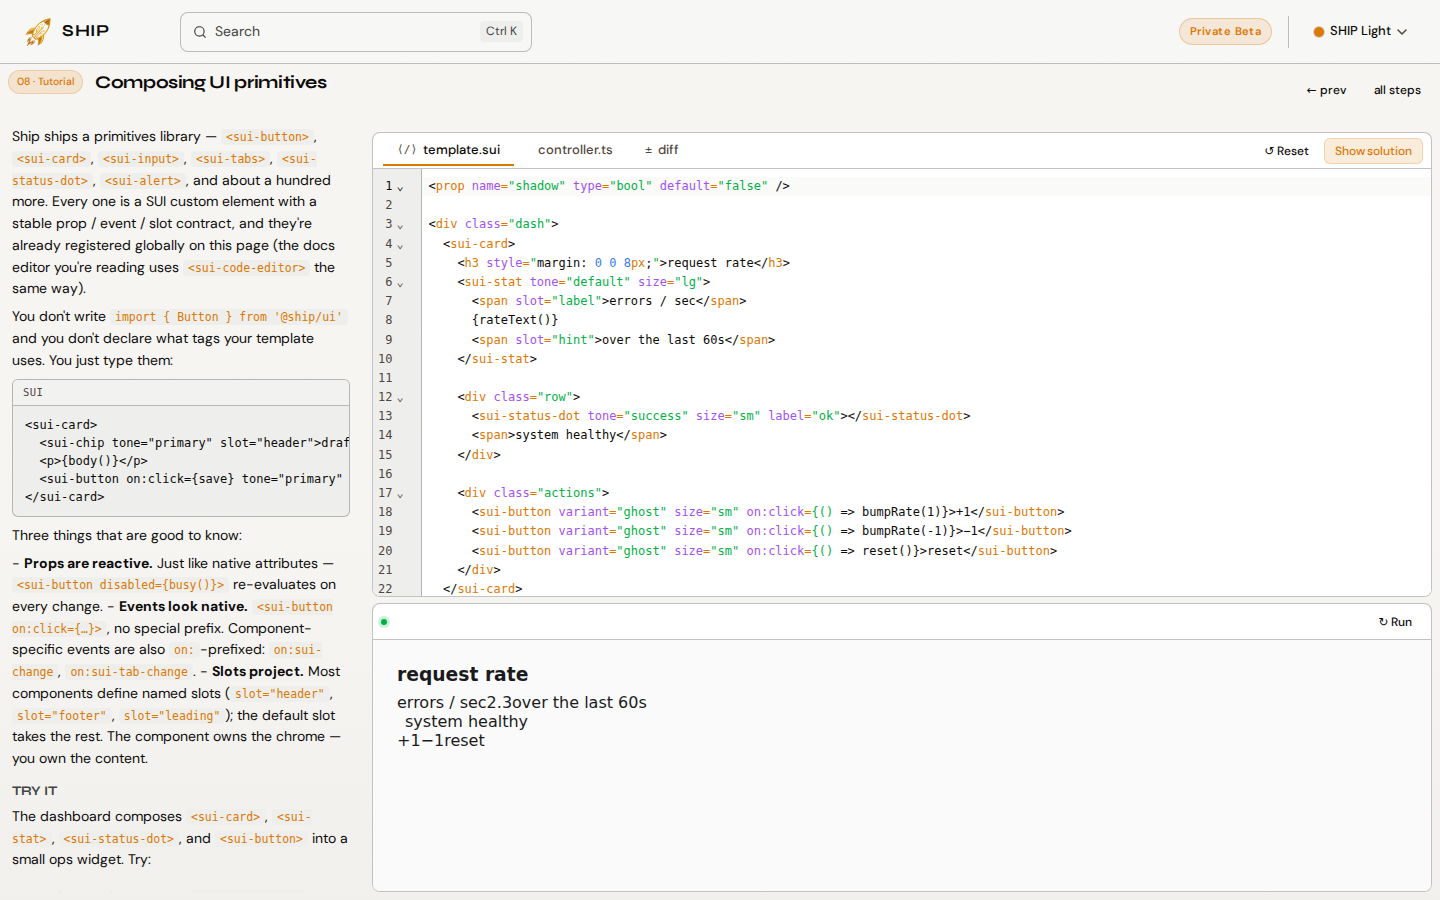 SHIP
Search
Ctrl K
Private Beta
SHIP Light
08 · Tutorial
Composing UI primitives
← prev
all steps
Ship ships a primitives library — <sui-button>,
<sui-card>, <sui-input>, <sui-tabs>, <sui-
status-dot>, <sui-alert>, and about a hundred
more. Every one is a SUI custom element with a
stable prop / event / slot contract, and they're
already registered globally on this page (the docs
editor you're reading uses <sui-code-editor> the
same way).
You don't write import { Button } from '@ship/ui'
and you don't declare what tags your template
uses. You just type them:
SUI
<sui-card>
<sui-chip tone="primary" slot="header">draf
<p>{body()}</p>
<sui-button on:click={save} tone="primary"
</sui-card>
Three things that are good to know:
- Props are reactive. Just like native attributes —
<sui-button disabled={busy()}> re-evaluates on
every change. - Events look native. <sui-button
on:click={…}>, no special prefix. Component-
specific events are also on: -prefixed: on:sui-
change, on:sui-tab-change. - Slots project. Most
components define named slots (slot="header",
slot="footer", slot="leading"); the default slot
takes the rest. The component owns the chrome —
you own the content.
TRY IT
The dashboard composes <sui-card>, <sui-
stat>, <sui-status-dot>, and <sui-button> into a
small ops widget. Try:
⟨/⟩ template.sui
controller.ts
± diff
↺ Reset
Show solution
1 <prop name="shadow" type="bool" default="false" />
2
3 <div class="dash">
4 <sui-card>
5 <h3 style="margin: 0 0 8px;">request rate</h3>
6 <sui-stat tone="default" size="lg">
7 <span slot="label">errors / sec</span>
8 {rateText()}
9 <span slot="hint">over the last 60s</span>
10 </sui-stat>
11
12 <div class="row">
13 <sui-status-dot tone="success" size="sm" label="ok"></sui-status-dot>
14 <span>system healthy</span>
15 </div>
16
17 <div class="actions">
18 <sui-button variant="ghost" size="sm" on:click={() => bumpRate(1)}>+1</sui-button>
19 <sui-button variant="ghost" size="sm" on:click={() => bumpRate(-1)}>−1</sui-button>
20 <sui-button variant="ghost" size="sm" on:click={() => reset()}>reset</sui-button>
21 </div>
22 </sui-card>
↻ Run
request rate
errors / sec2.3over the last 60s
system healthy
+1−1reset